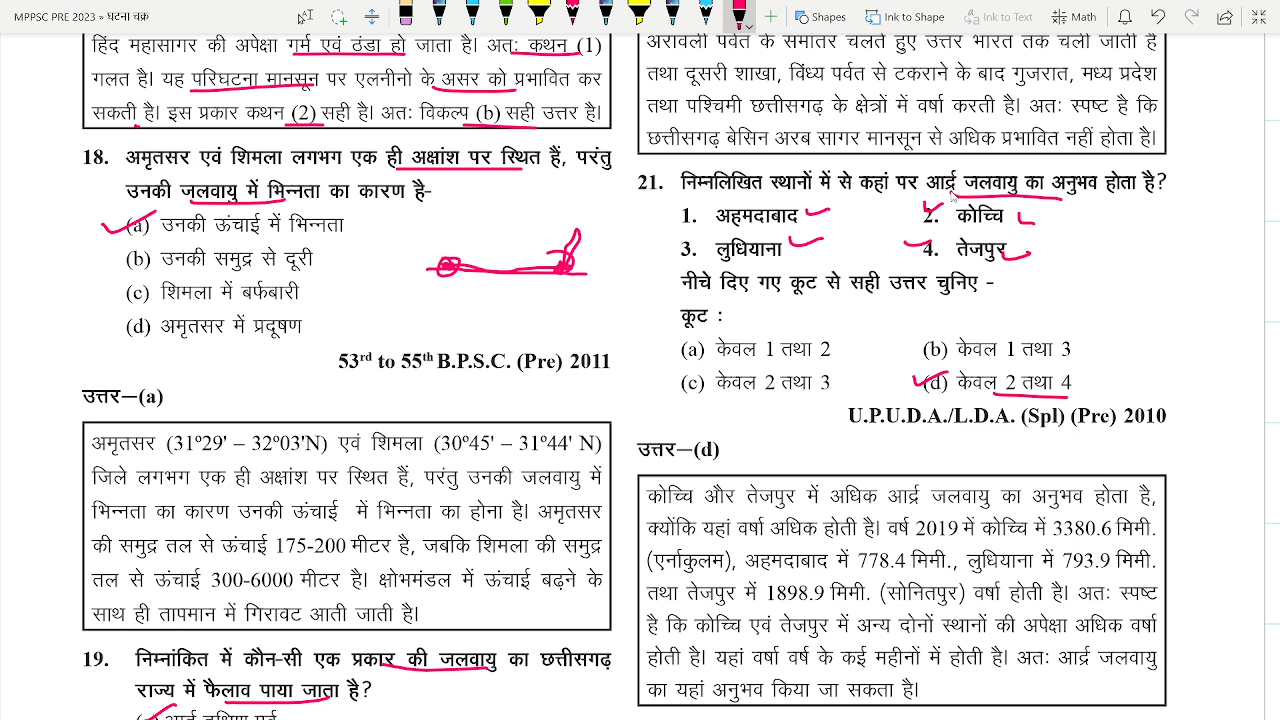 MPPSC PRE 2023 » घटना चक्र
Shapes
Ink to Shape
Ink to Text
Math
हिंद महासागर की अपेक्षा गर्म एवं ठंडा हो जाता है। अतः कथन (1)
गलत है। यह परिघटना मानसून पर एलनीनो के असर को प्रभावित कर
सकती है। इस प्रकार कथन (2) सही है। अतः विकल्प (b) सही उत्तर है।
18. अमृतसर एवं शिमला लगभग एक ही अक्षांश पर स्थित हैं, परंतु
उनकी जलवायु में भिन्नता का कारण है-
(a) उनकी ऊंचाई में भिन्नता
(b) उनकी समुद्र से दूरी
(c) शिमला में बर्फबारी
(d) अमृतसर में प्रदूषण
53rd to 55th B.P.S.C. (Pre) 2011
उत्तर—(a)
अमृतसर (31º29' – 32º03'N) एवं शिमला (30º45' – 31º44' N)
जिले लगभग एक ही अक्षांश पर स्थित हैं, परंतु उनकी जलवायु में
भिन्नता का कारण उनकी ऊंचाई में भिन्नता का होना है। अमृतसर
की समुद्र तल से ऊंचाई 175-200 मीटर है, जबकि शिमला की समुद्र
तल से ऊंचाई 300-6000 मीटर है। क्षोभमंडल में ऊंचाई बढ़ने के
साथ ही तापमान में गिरावट आती जाती है।
19. निम्नांकित में कौन-सी एक प्रकार की जलवायु का छत्तीसगढ़
राज्य में फैलाव पाया जाता है?
अरावली पर्वत के समांतर चलते हुए उत्तर भारत तक चली जाती है
तथा दूसरी शाखा, विंध्य पर्वत से टकराने के बाद गुजरात, मध्य प्रदेश
तथा पश्चिमी छत्तीसगढ़ के क्षेत्रों में वर्षा करती है। अतः स्पष्ट है कि
छत्तीसगढ़ बेसिन अरब सागर मानसून से अधिक प्रभावित नहीं होता है।
21. निम्नलिखित स्थानों में से कहां पर आर्द्र जलवायु का अनुभव होता है?
1. अहमदाबाद 2. कोच्चि
3. लुधियाना 4. तेजपुर
नीचे दिए गए कूट से सही उत्तर चुनिए -
कूट :
(a) केवल 1 तथा 2 (b) केवल 1 तथा 3
(c) केवल 2 तथा 3 (d) केवल 2 तथा 4
U.P.U.D.A./L.D.A. (Spl) (Pre) 2010
उत्तर—(d)
कोच्चि और तेजपुर में अधिक आर्द्र जलवायु का अनुभव होता है,
क्योंकि यहां वर्षा अधिक होती है। वर्ष 2019 में कोच्चि में 3380.6 मिमी.
(एर्नाकुलम), अहमदाबाद में 778.4 मिमी., लुधियाना में 793.9 मिमी.
तथा तेजपुर में 1898.9 मिमी. (सोनितपुर) वर्षा होती है। अतः स्पष्ट
है कि कोच्चि एवं तेजपुर में अन्य दोनों स्थानों की अपेक्षा अधिक वर्षा
होती है। यहां वर्षा वर्ष के कई महीनों में होती है। अतः आर्द्र जलवायु
का यहां अनुभव किया जा सकता है।